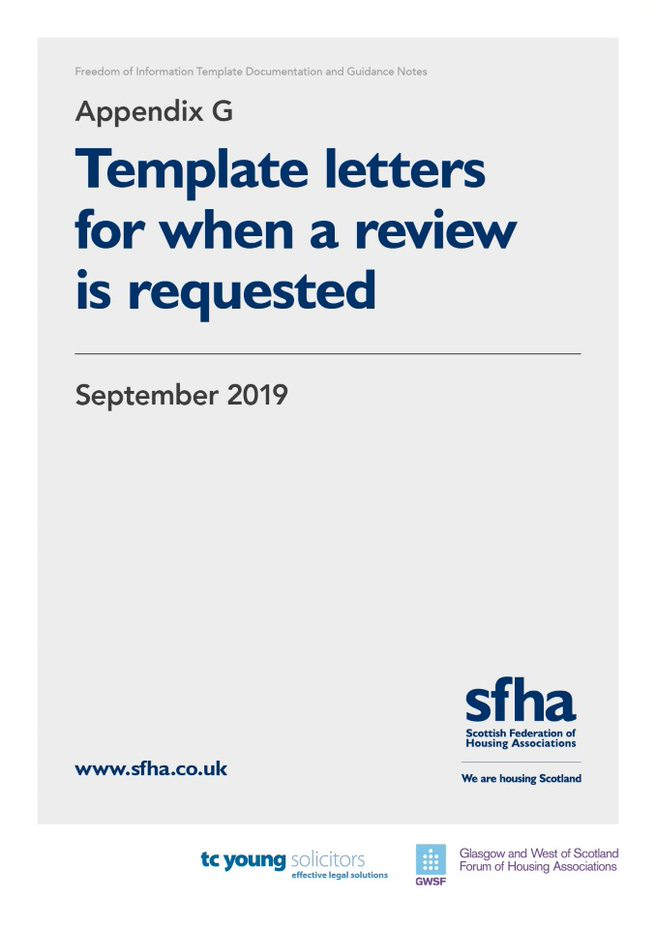 Freedom of Information Template Documentation and Guidance Notes
Appendix G
Template letters
for when a review
is requested
September 2019
sfha
Scottish Federation of
Housing Associations
www.sfha.co.uk
We are housing Scotland
tc young solicitors
effective legal solutions
GWSF
Glasgow and West of Scotland
Forum of Housing Associations